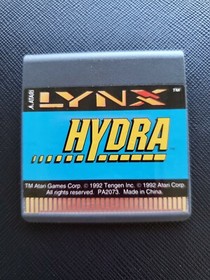 ATARI
LYNX
TM
HYDRA
TM Atari Games Corp. © 1992 Tengen Inc. © 1992 Atari Corp.
All rights reserved. PA2073. Made in China.